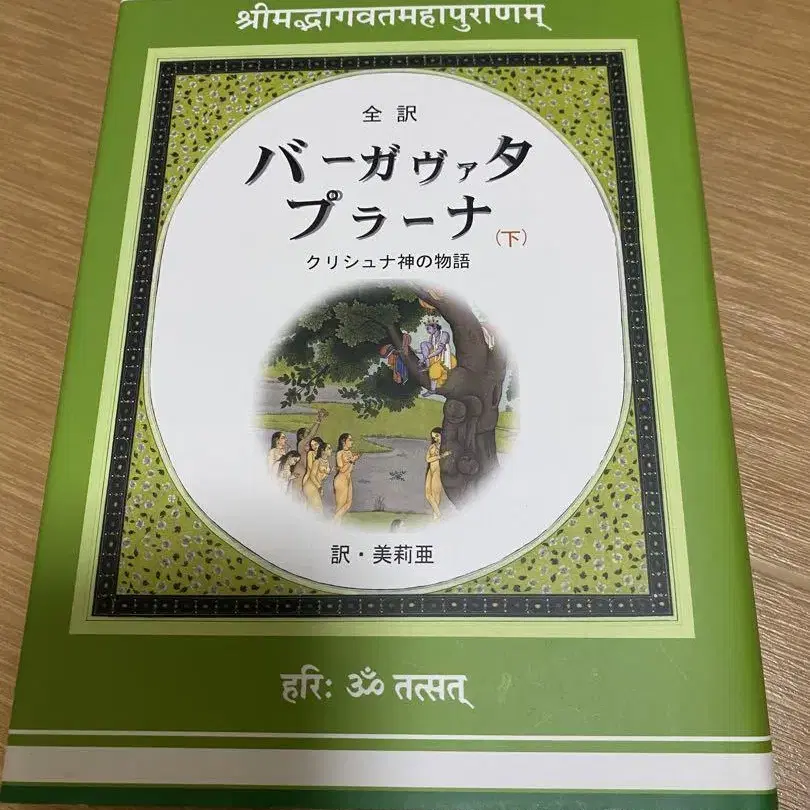 श्रीमद्भागवतमहापुराणम्
全訳
バーガヴァタ
プラーナ(下)
クリシュナ神の物語
訳・美莉亜
हरिः ॐ तत्सत्